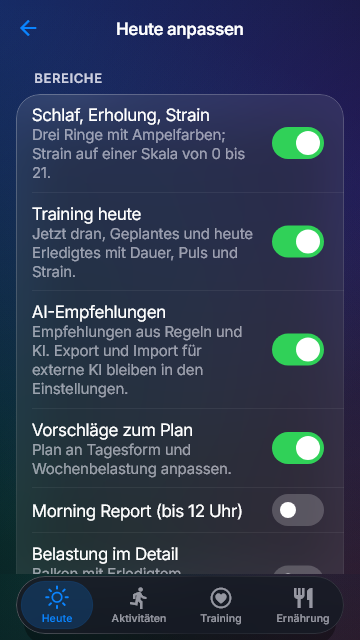 Heute anpassen
BEREICHE
Schlaf, Erholung, Strain
Drei Ringe mit Ampelfarben;
Strain auf einer Skala von 0 bis
21.
Training heute
Jetzt dran, Geplantes und heute
Erledigtes mit Dauer, Puls und
Strain.
AI-Empfehlungen
Empfehlungen aus Regeln und
KI. Export und Import für
externe KI bleiben in den
Einstellungen.
Vorschläge zum Plan
Plan an Tagesform und
Wochenbelastung anpassen.
Morning Report (bis 12 Uhr)
Belastung im Detail
Balken mit Erledigtem
Heute
Aktivitäten
Training
Ernährung